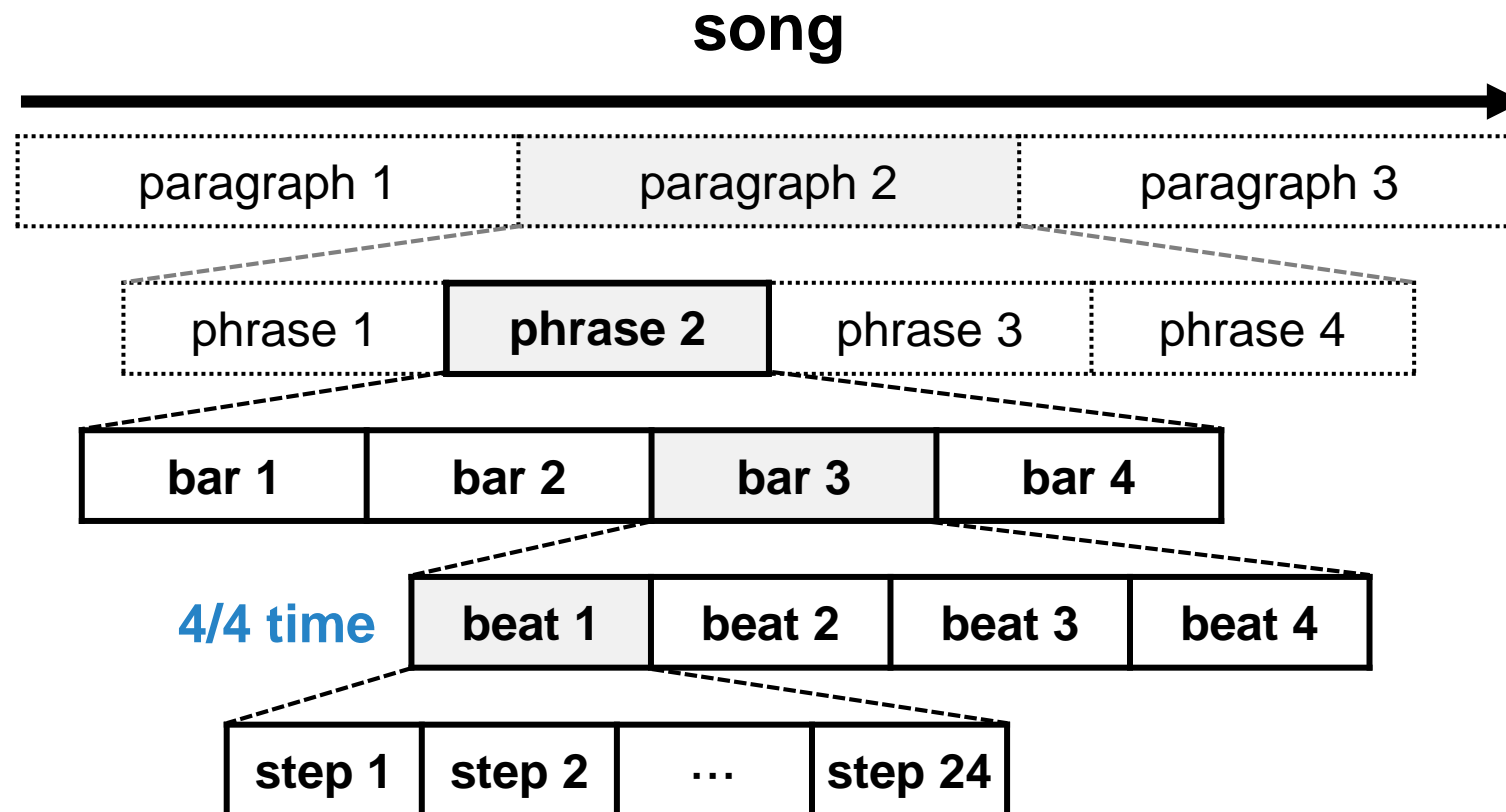 song
paragraph 1 paragraph 2 paragraph 3
phrase 1 phrase 2 phrase 3 phrase 4
bar 1 bar 2 bar 3 bar 4
4/4 time beat 1 beat 2 beat 3 beat 4
step 1 step 2 … step 24